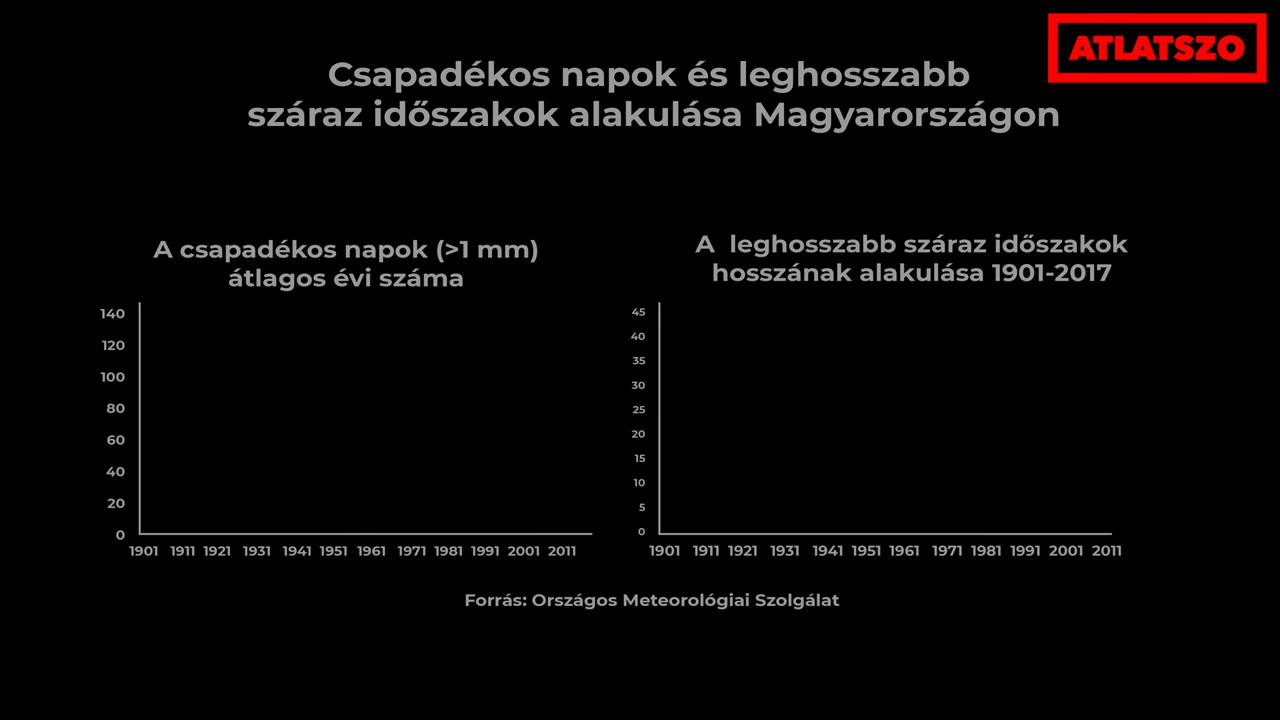 ATLATSZO
Csapadékos napok és leghosszabb
száraz időszakok alakulása Magyarországon
A csapadékos napok (>1 mm)
átlagos évi száma
140
120
100
80
60
40
20
0
1901 1911 1921 1931 1941 1951 1961 1971 1981 1991 2001 2011
A leghosszabb száraz időszakok
hosszának alakulása 1901-2017
45
40
35
30
25
20
15
10
5
0
1901 1911 1921 1931 1941 1951 1961 1971 1981 1991 2001 2011
Forrás: Országos Meteorológiai Szolgálat